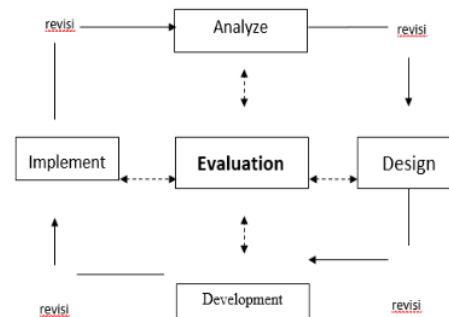 revisi
Analyze
revisi
Implement
Evaluation
Design
Development
revisi
revisi